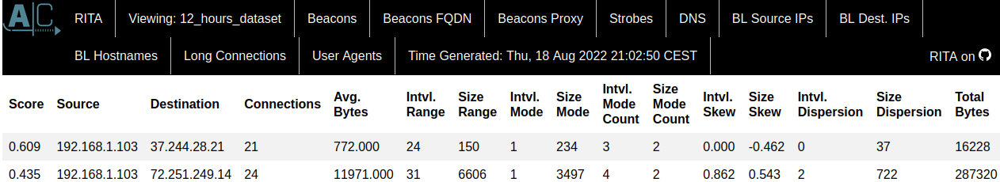 A|C RITA Viewing: 12_hours_dataset Beacons Beacons FQDN Beacons Proxy Strobes DNS BL Source IPs BL Dest. IPs
BL Hostnames Long Connections User Agents Time Generated: Thu, 18 Aug 2022 21:02:50 CEST RITA on
Score Source Destination Connections Avg. Bytes Intvl. Range Size Range Intvl. Mode Size Mode Intvl. Mode Count Size Mode Count Intvl. Skew Size Skew Intvl. Dispersion Size Dispersion Total Bytes
0.609 192.168.1.103 37.244.28.21 21 772.000 24 150 1 234 3 2 0.000 -0.462 0 37 16228
0.435 192.168.1.103 72.251.249.14 24 11971.000 31 6606 1 3497 4 2 0.862 0.543 2 722 287320